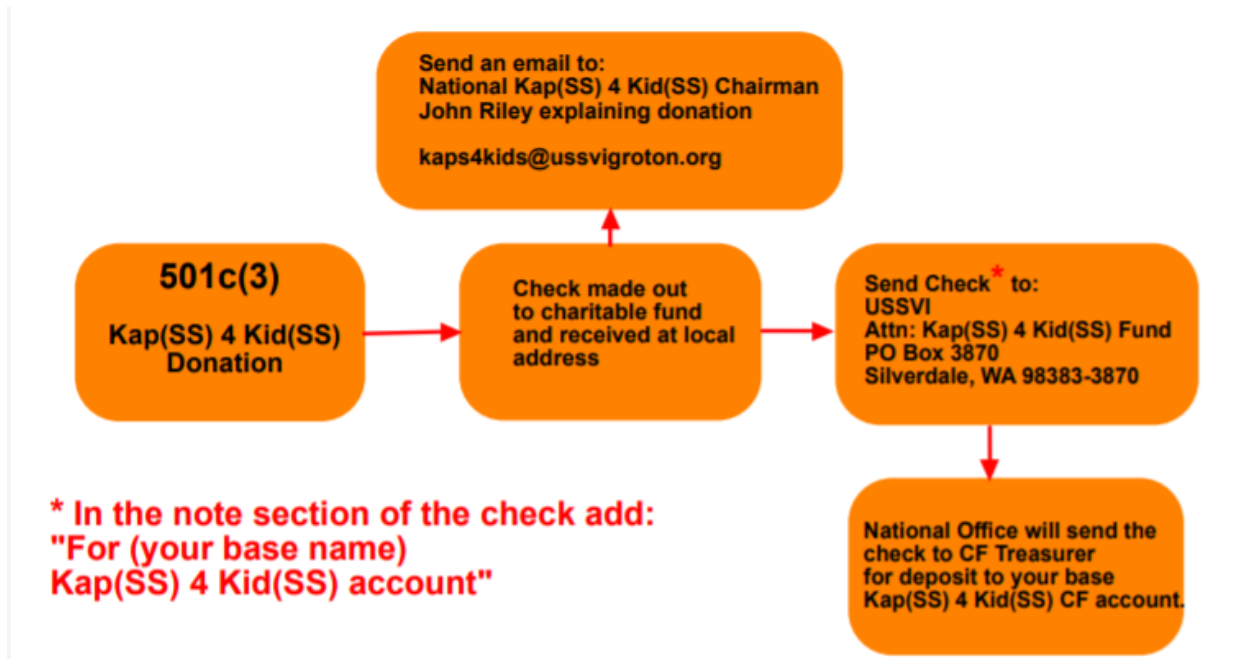 Send an email to:
National Kap(SS) 4 Kid(SS) Chairman
John Riley explaining donation
kaps4kids@ussvigroton.org
501c(3)
Kap(SS) 4 Kid(SS)
Donation
Check made out
to charitable fund
and received at local
address
Send Check* to:
USSVI
Attn: Kap(SS) 4 Kid(SS) Fund
PO Box 3870
Silverdale, WA 98383-3870
* In the note section of the check add:
"For (your base name)
Kap(SS) 4 Kid(SS) account"
National Office will send the
check to CF Treasurer
for deposit to your base
Kap(SS) 4 Kid(SS) CF account.